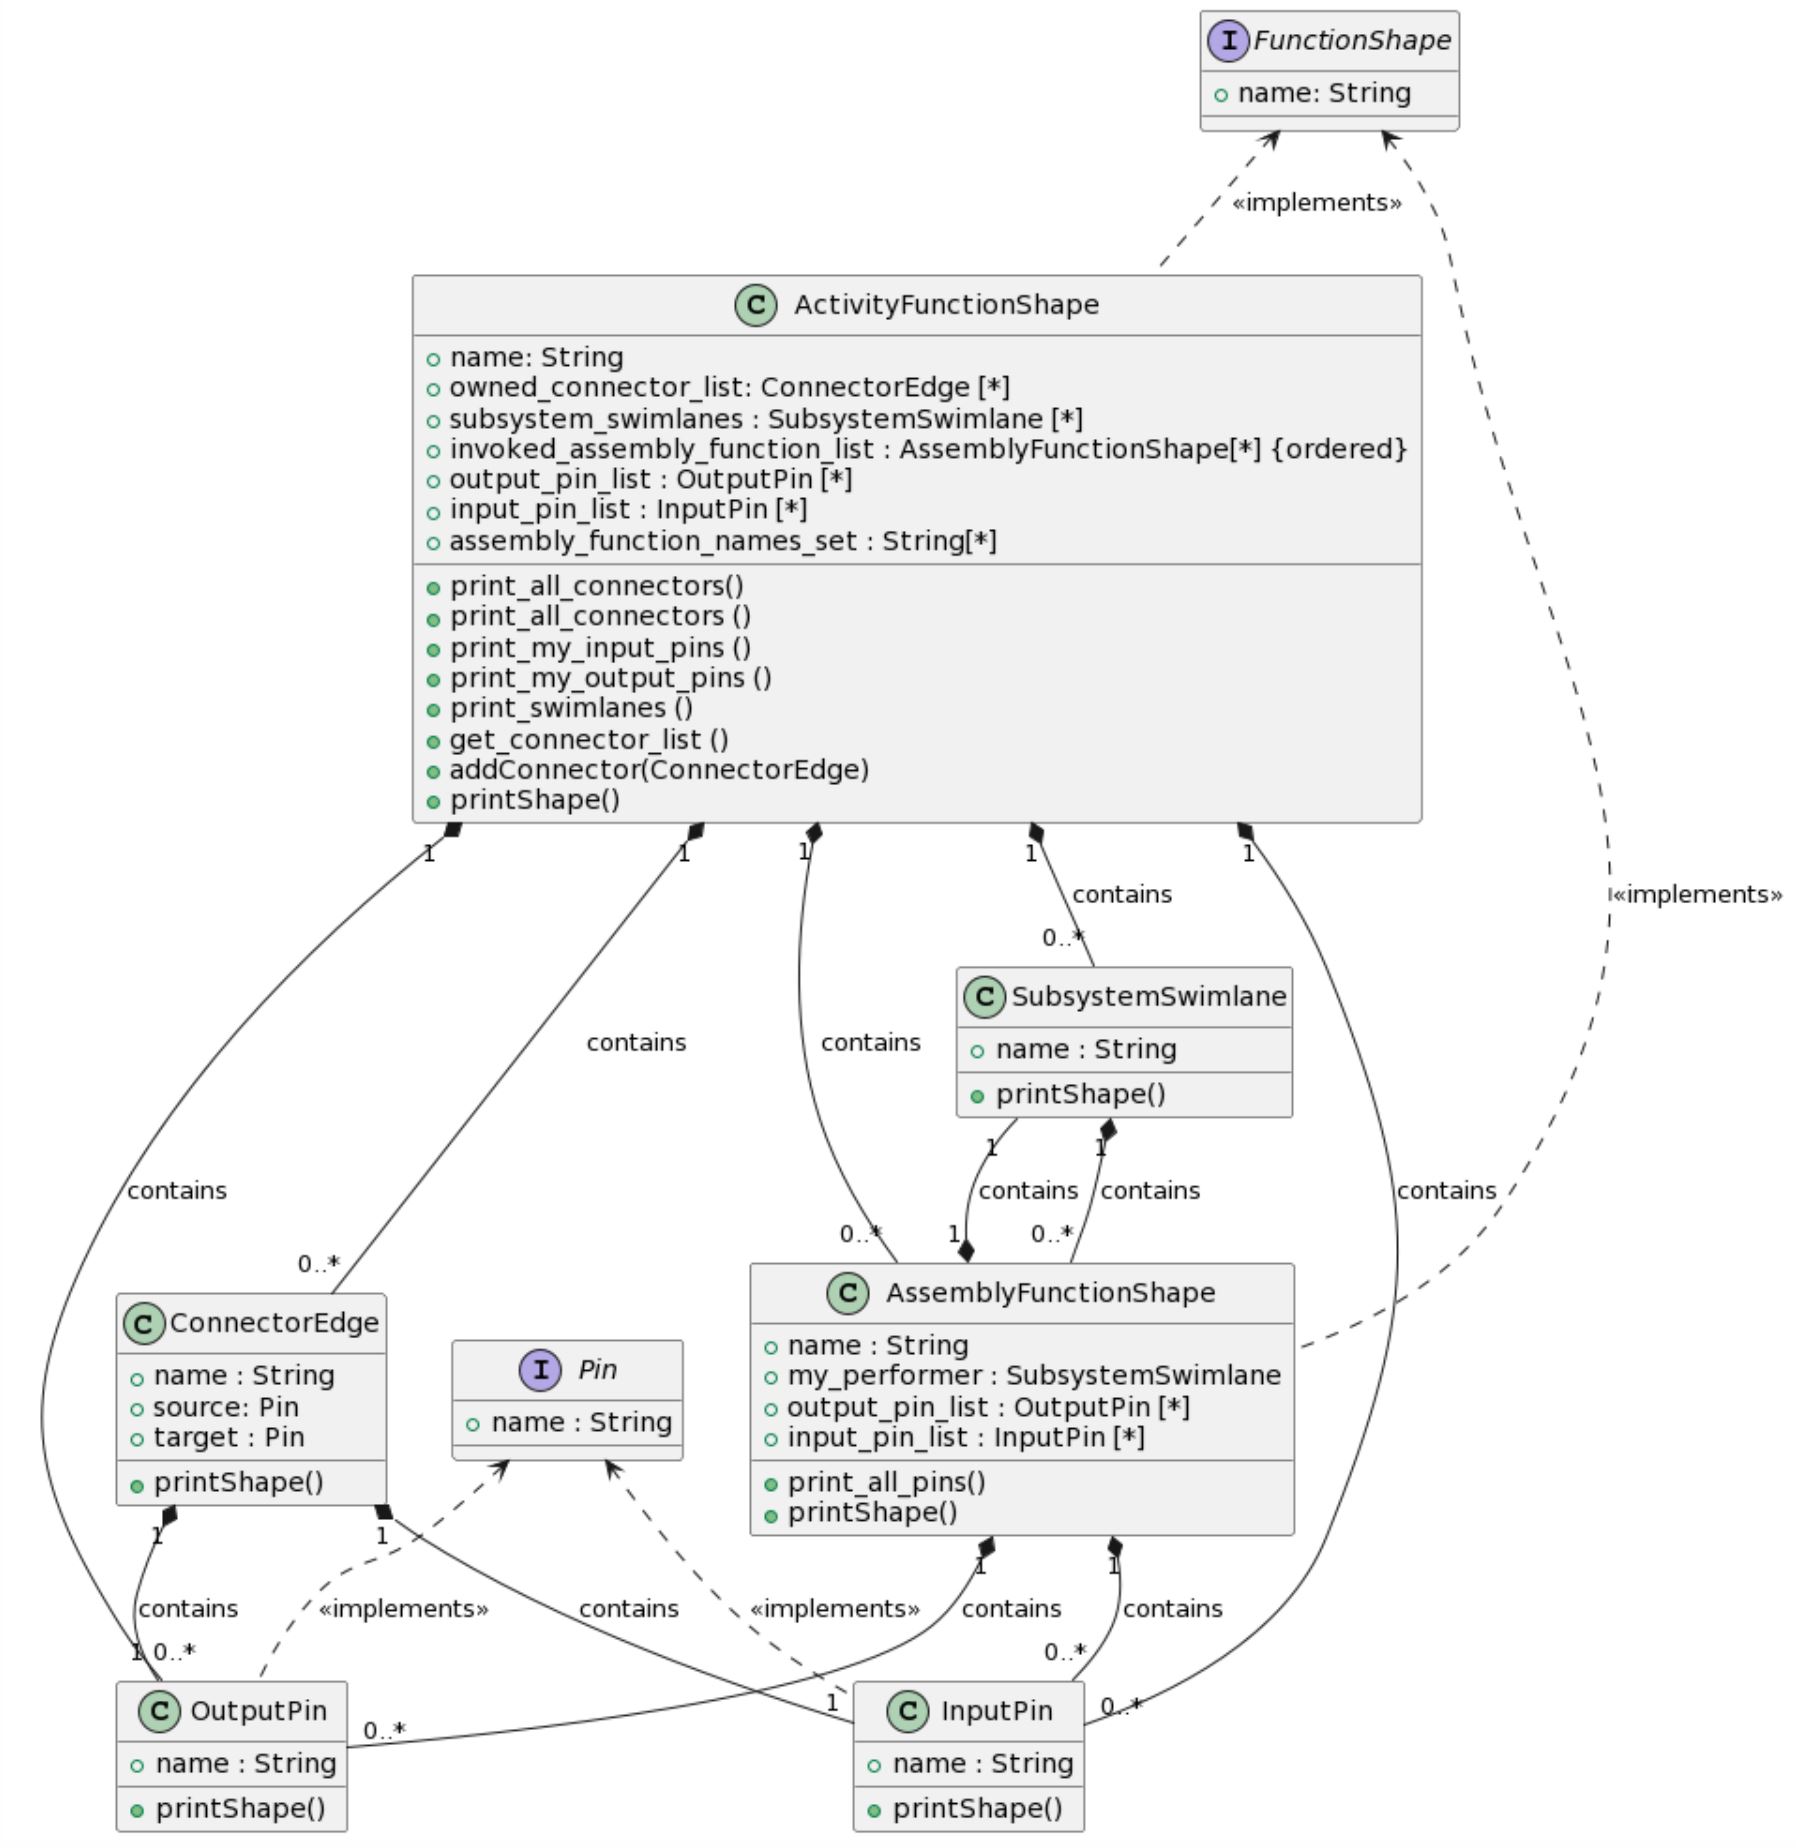 I FunctionShape
name: String
«implements»
C ActivityFunctionShape
name: String
owned_connector_list: ConnectorEdge [*]
subsystem_swimlanes : SubsystemSwimlane [*]
invoked_assembly_function_list : AssemblyFunctionShape[*] {ordered}
output_pin_list : OutputPin [*]
input_pin_list : InputPin [*]
assembly_function_names_set : String[*]
print_all_connectors()
print_all_connectors ()
print_my_input_pins ()
print_my_output_pins ()
print_swimlanes ()
get_connector_list ()
addConnector(ConnectorEdge)
printShape()
1 1 1 1 1
contains
«implements»
0..*
C SubsystemSwimlane
name : String
printShape()
contains
contains
1 1
contains
contains
contains
contains
0..*
0..*
1
0..*
C ConnectorEdge
name : String
source: Pin
target : Pin
printShape()
I Pin
name : String
C AssemblyFunctionShape
name : String
my_performer : SubsystemSwimlane
output_pin_list : OutputPin [*]
input_pin_list : InputPin [*]
print_all_pins()
printShape()
1 1 1 1
contains
«implements»
contains
«implements»
contains
contains
1 0..*
0..*
1
0..*
0..*
C OutputPin
name : String
printShape()
C InputPin
name : String
printShape()